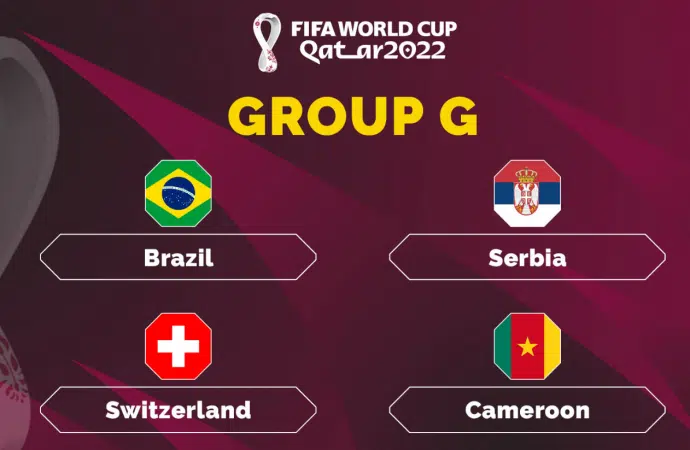 FIFA WORLD CUP
Qatar2022
GROUP G
Brazil
Serbia
Switzerland
Cameroon